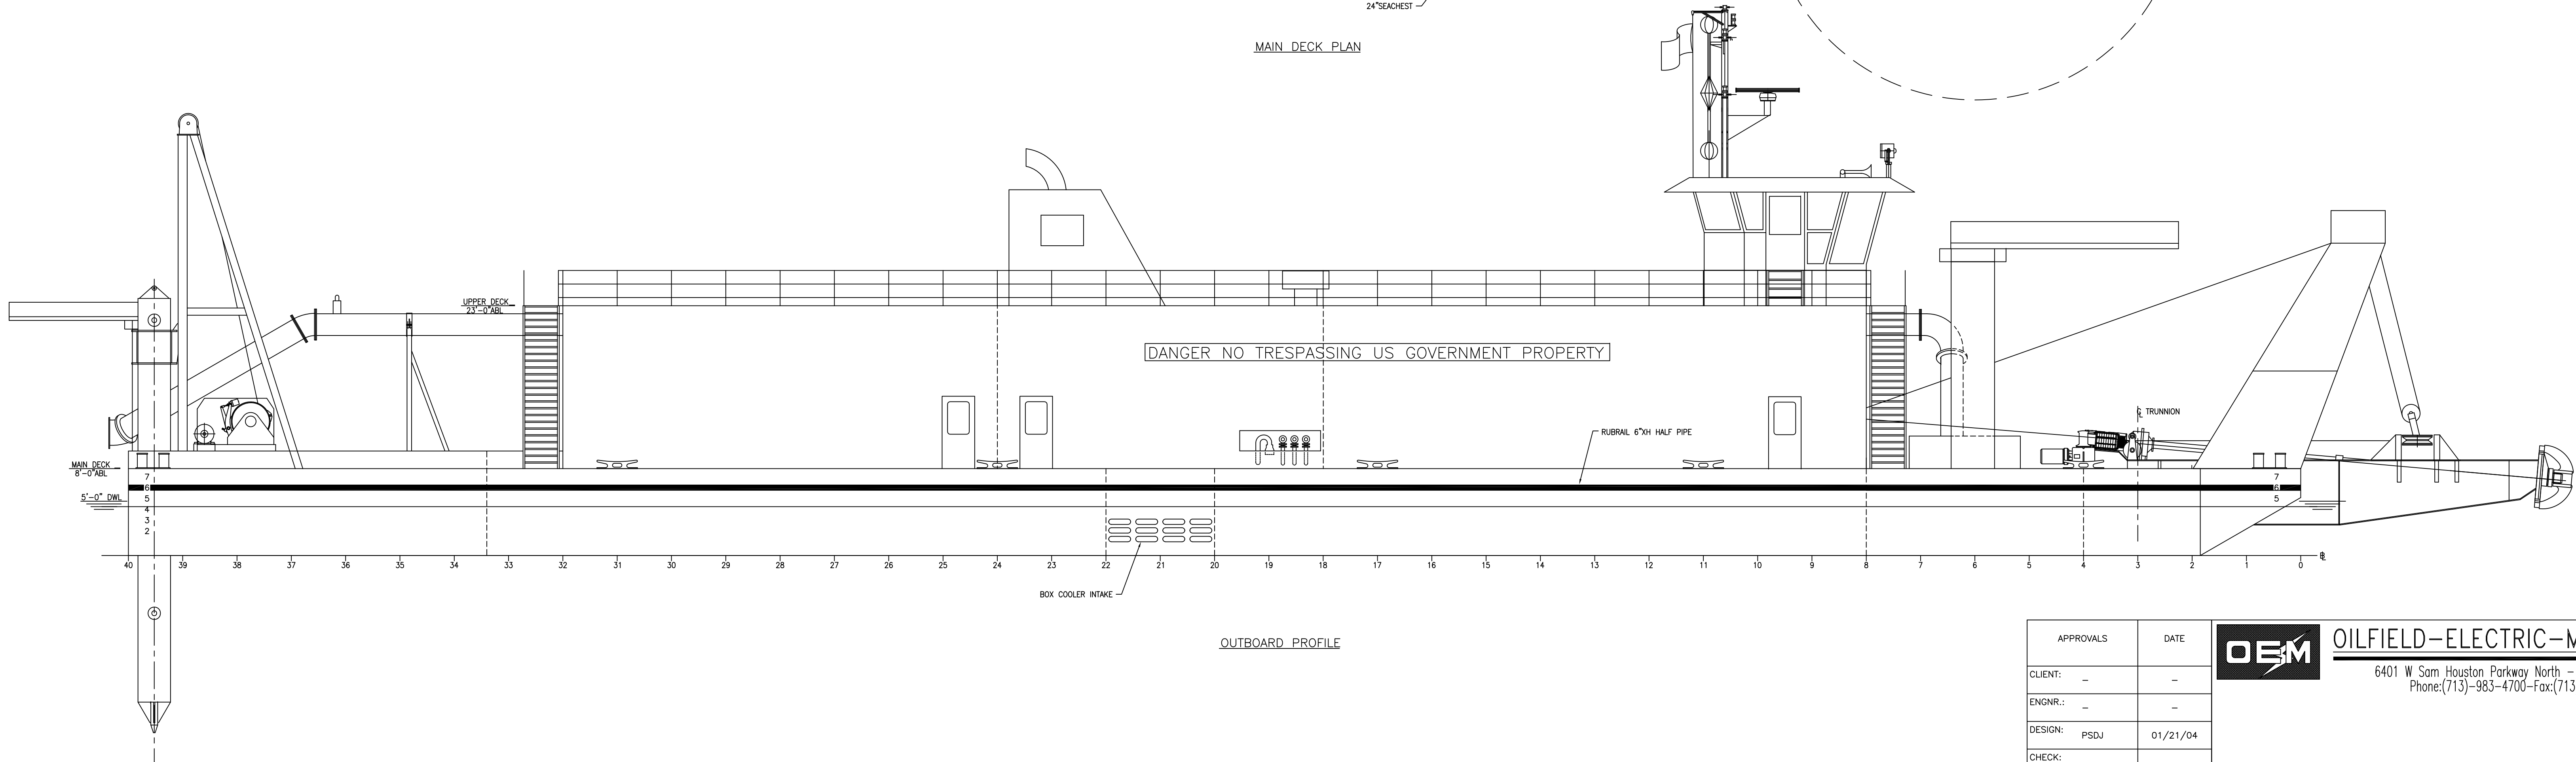 24"SEACHEST
MAIN DECK PLAN
UPPER DECK
23'-0"ABL
DANGER NO TRESPASSING US GOVERNMENT PROPERTY
℄ TRUNNION
RUBRAIL 6"XH HALF PIPE
MAIN DECK
8'-0"ABL
7
6
5
4
3
2
5'-0" DWL
7
6
5
40 39 38 37 36 35 34 33 32 31 30 29 28 27 26 25 24 23 22 21 20 19 18 17 16 15 14 13 12 11 10 9 8 7 6 5 4 3 2 1 0
BOX COOLER INTAKE
OUTBOARD PROFILE
APPROVALS DATE
CLIENT: – –
ENGNR.: – –
DESIGN: PSDJ 01/21/04
CHECK:
OEM
OILFIELD-ELECTRIC-M
6401 W Sam Houston Parkway North -
Phone:(713)-983-4700-Fax:(713